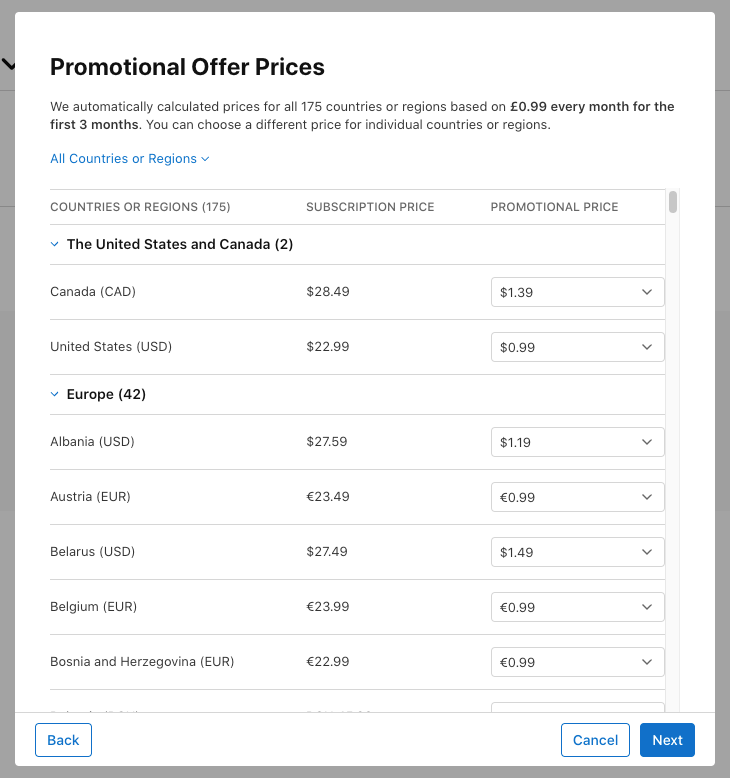 Promotional Offer Prices
We automatically calculated prices for all 175 countries or regions based on £0.99 every month for the
first 3 months. You can choose a different price for individual countries or regions.
All Countries or Regions
COUNTRIES OR REGIONS (175) SUBSCRIPTION PRICE PROMOTIONAL PRICE
The United States and Canada (2)
Canada (CAD) $28.49 $1.39
United States (USD) $22.99 $0.99
Europe (42)
Albania (USD) $27.59 $1.19
Austria (EUR) €23.49 €0.99
Belarus (USD) $27.49 $1.49
Belgium (EUR) €23.99 €0.99
Bosnia and Herzegovina (EUR) €22.99 €0.99
Back Cancel Next